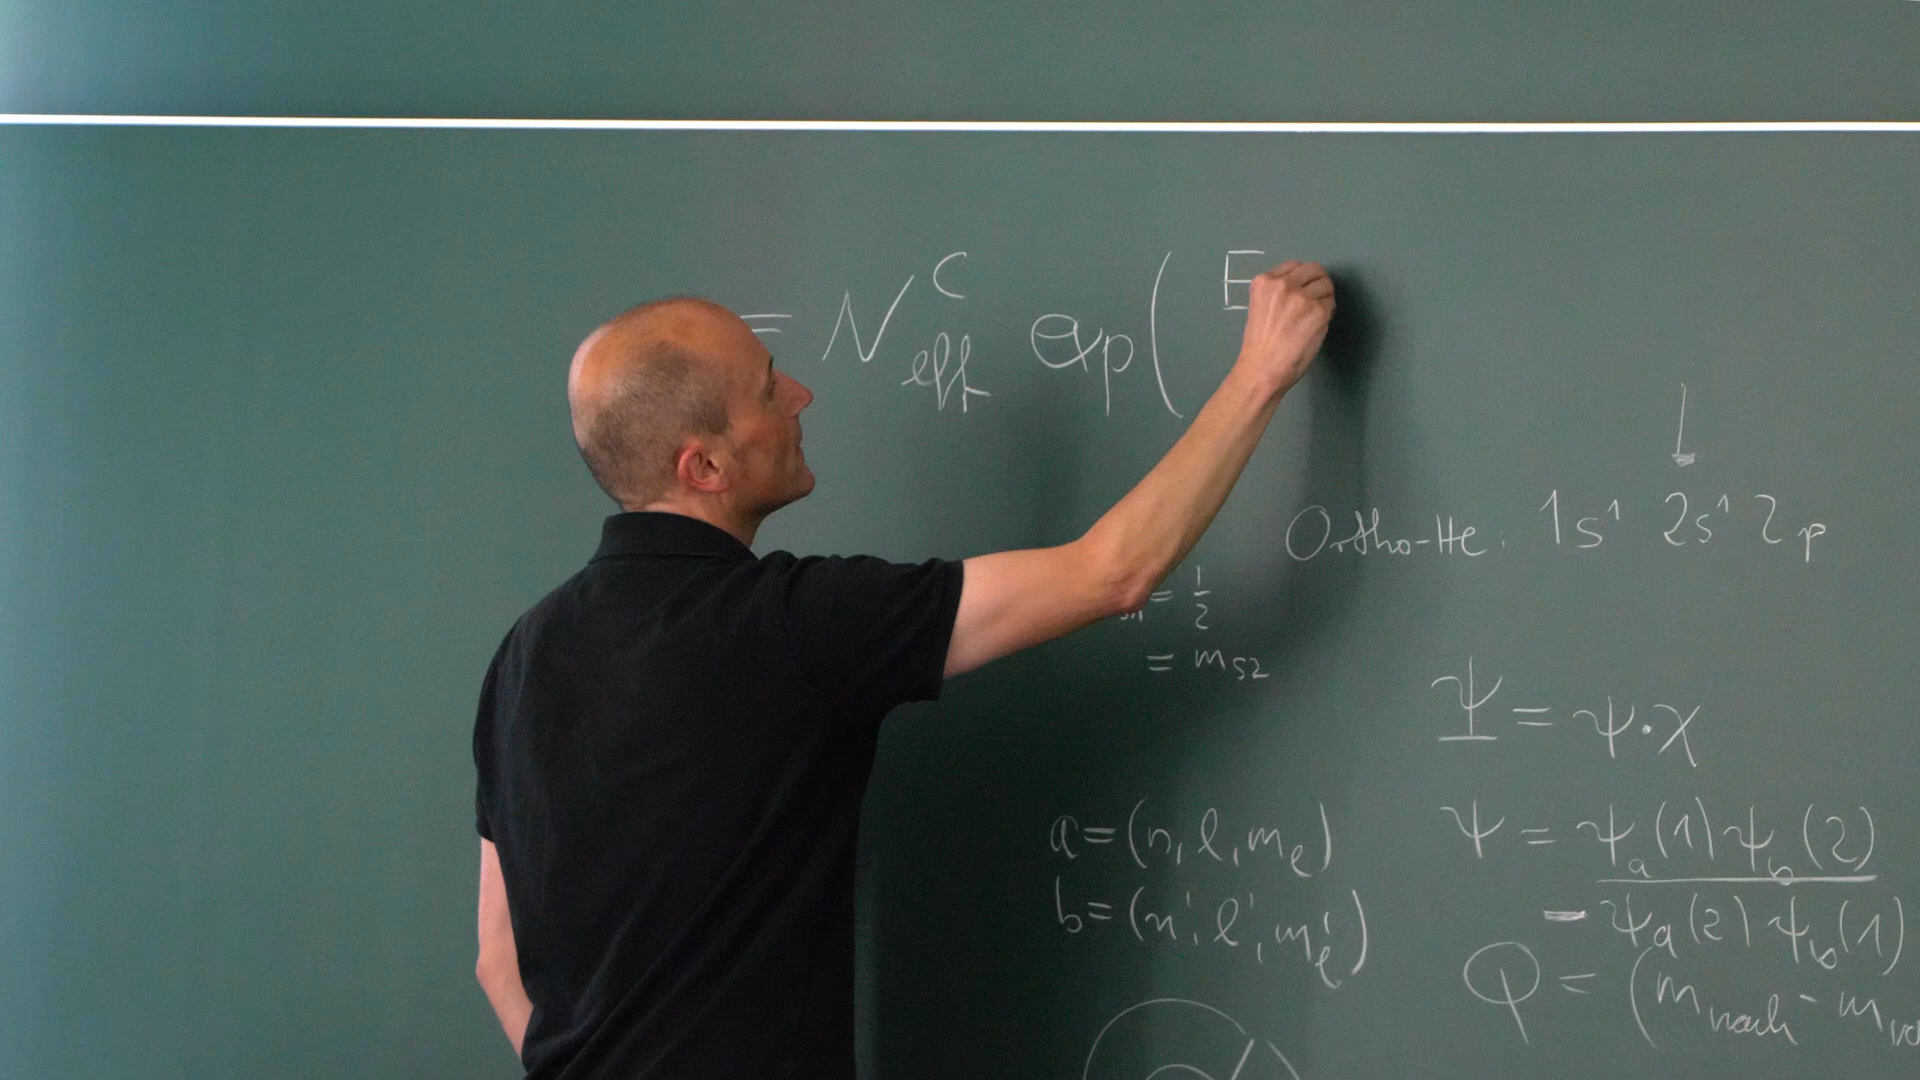 = N_eff^C exp( E
Ortho-He: 1s¹ 2s¹ 2p
= 1/2
= m_s2
Ψ = ψ·χ
a=(n, l, m_l)
ψ = ψ_a(1) ψ_b(2)
b=(n', l', m_l')
- ψ_a(2) ψ_b(1)
Q = (m_nach - m_vo